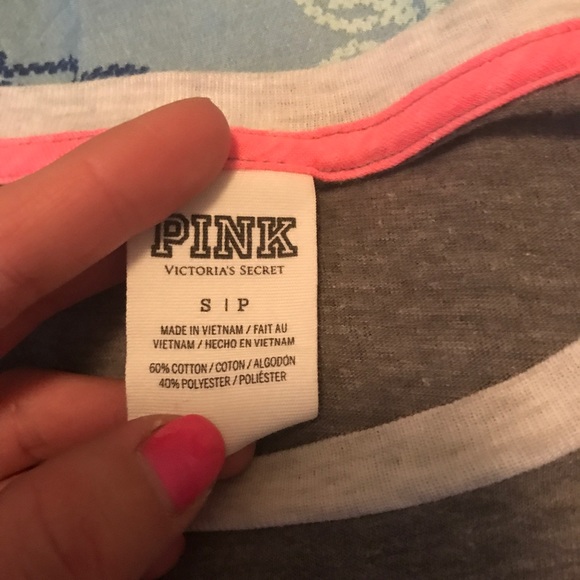 PINK
VICTORIA'S SECRET
S | P
MADE IN VIETNAM / FAIT AU
VIETNAM / HECHO EN VIETNAM
60% COTTON / COTON / ALGODÓN
40% POLYESTER / POLIÉSTER